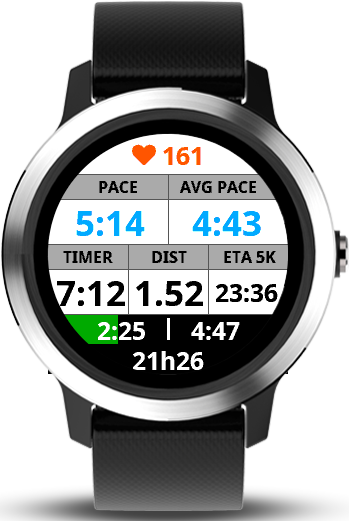 161
PACE AVG PACE
5:14 4:43
TIMER DIST ETA 5K
7:12 1.52 23:36
2:25 | 4:47
21h26